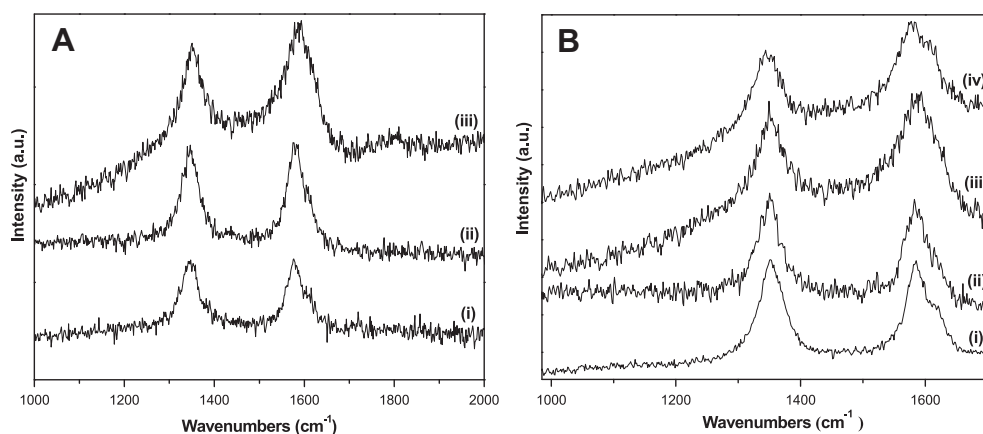 A
(iii)
(ii)
(i)
Intensity (a.u.)
1000 1200 1400 1600 1800 2000
Wavenumbers (cm-1)
B
(iv)
(iii
(ii)
(i)
Intensity (a.u.)
1000 1200 1400 1600
Wavenumbers (cm-1)